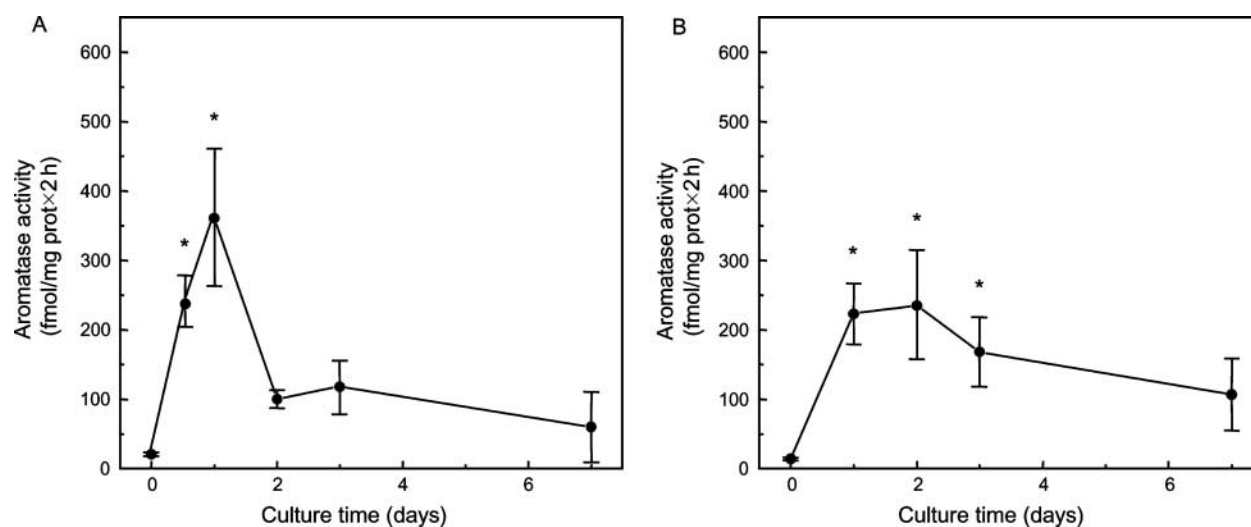 A
600
500
400
300
200
100
0
Aromatase activity
(fmol/mg prot×2 h)
*
*
0 2 4 6
Culture time (days)
B
600
500
400
300
200
100
0
Aromatase activity
(fmol/mg prot×2 h)
*
*
*
0 2 4 6
Culture time (days)